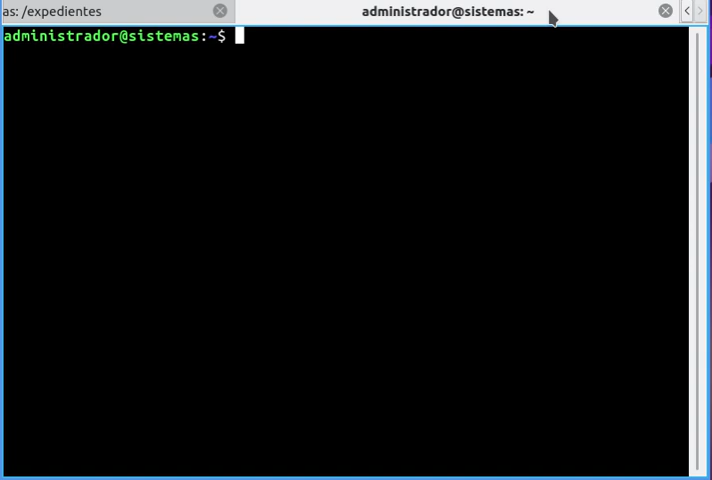 as: /expedientes
administrador@sistemas: ~
administrador@sistemas:~$